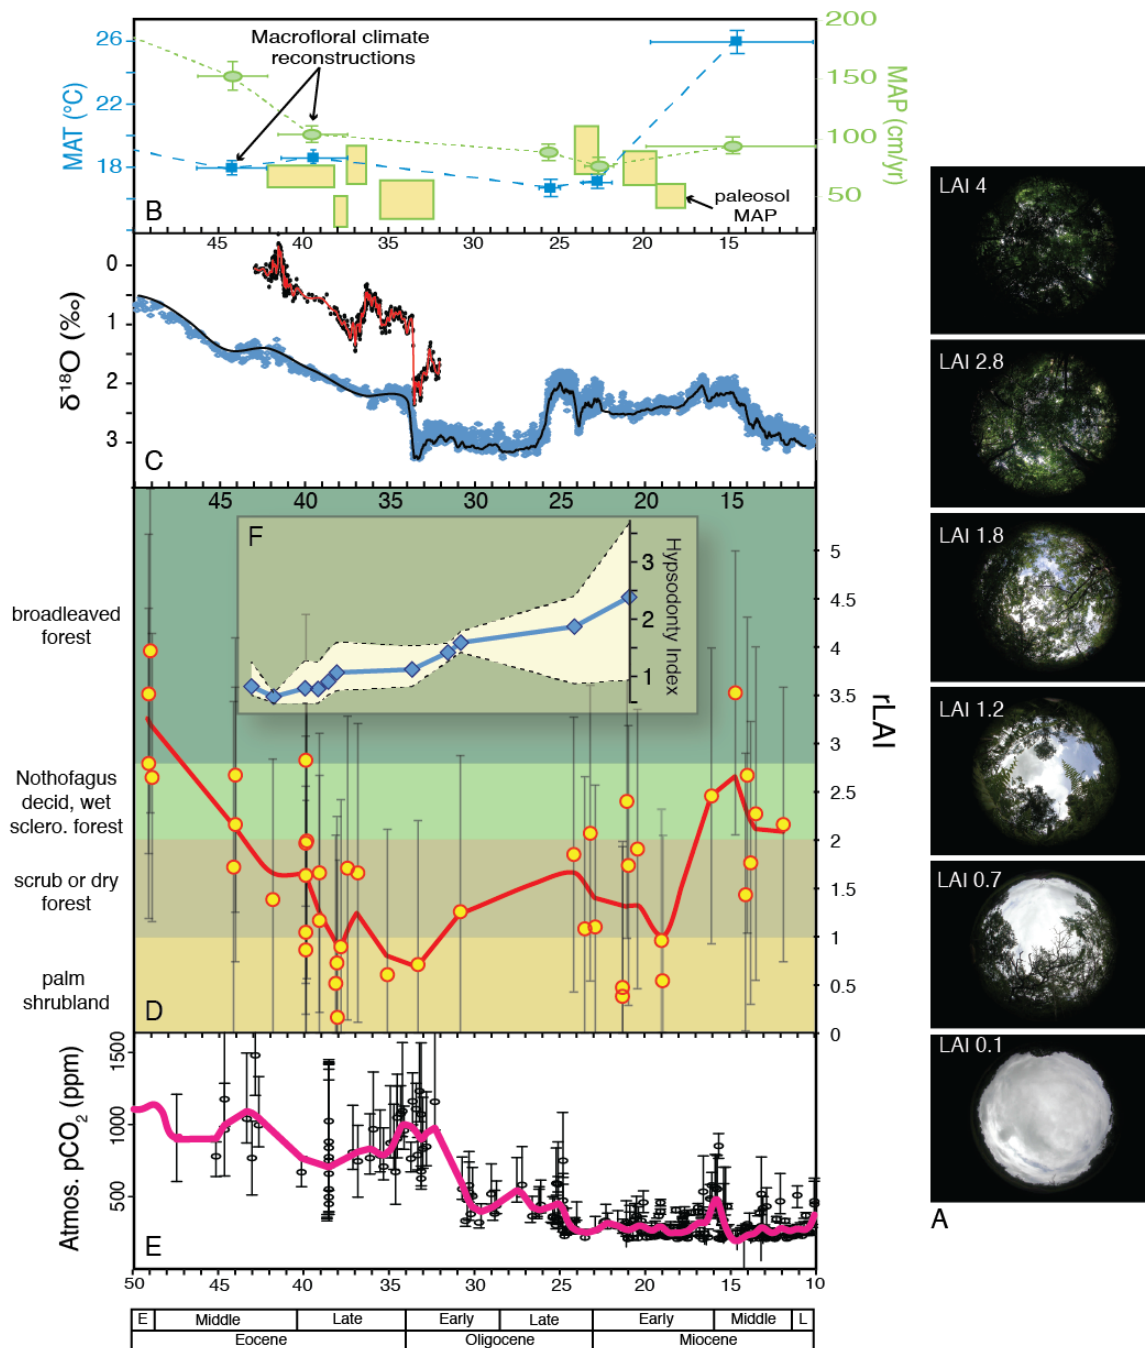 26
22
18
MAT (°C)
Macrofloral climate
reconstructions
200
150
100
50
MAP (cm/yr)
paleosol
MAP
B
45
40
35
30
25
20
15
0
1
2
3
δ18O (‰)
C
45
40
35
30
25
20
15
F
3
2
1
Hypsodonty Index
broadleaved
forest
Nothofagus
decid, wet
sclero. forest
scrub or dry
forest
palm
shrubland
D
5
4.5
4
3.5
3
2.5
2
1.5
1
0.5
0
rLAI
1500
1000
500
Atmos. pCO2 (ppm)
E
50
45
40
35
30
25
20
15
10
E
Middle
Late
Early
Late
Early
Middle
L
Eocene
Oligocene
Miocene
LAI 4
LAI 2.8
LAI 1.8
LAI 1.2
LAI 0.7
LAI 0.1
A